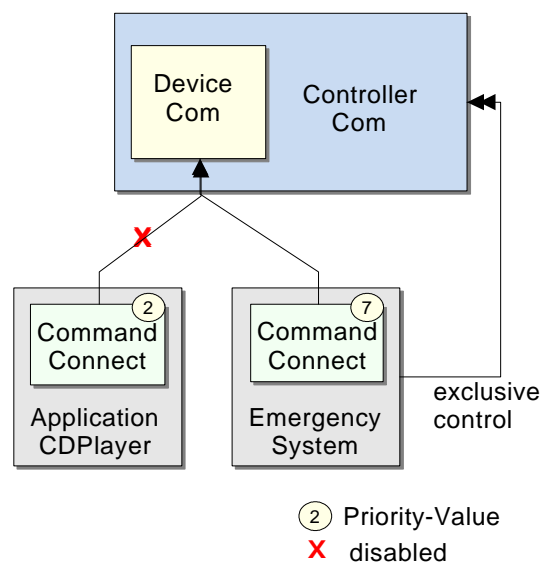 Device
Com
Controller
Com
X
2
Command
Connect
Application
CDPlayer
7
Command
Connect
Emergency
System
exclusive
control
2 Priority-Value
X disabled